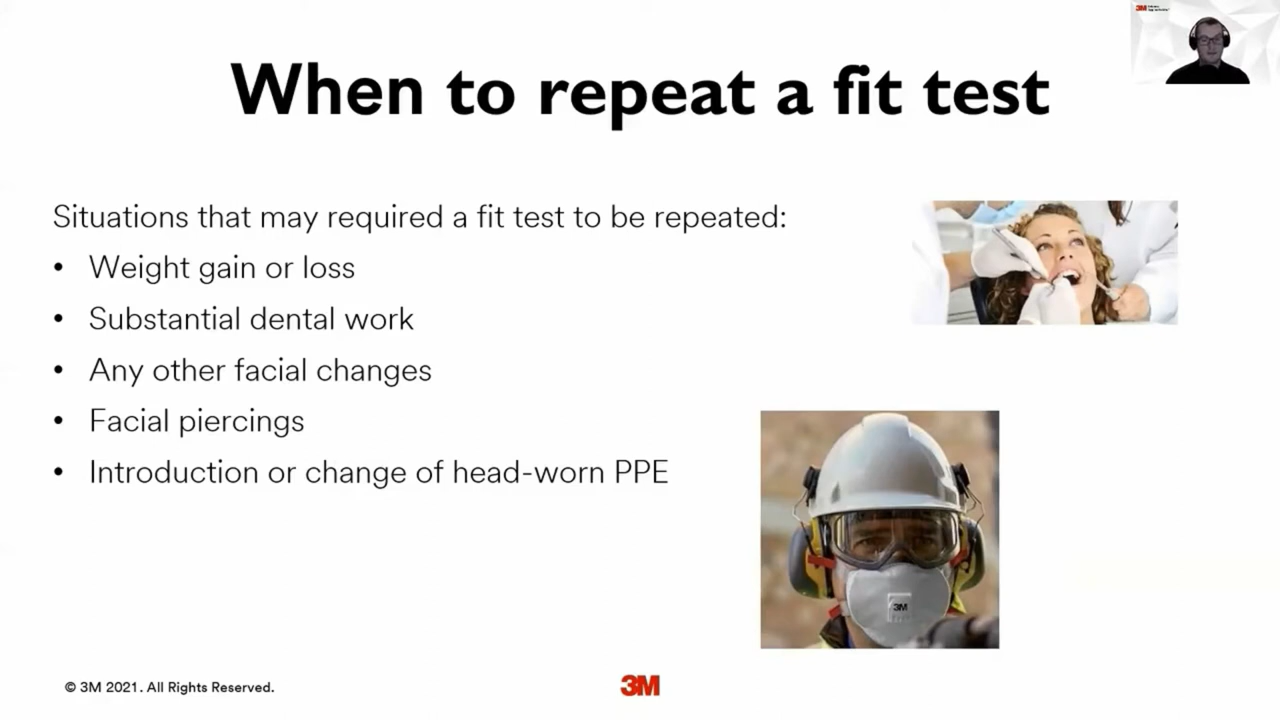 When to repeat a fit test
Situations that may required a fit test to be repeated:
• Weight gain or loss
• Substantial dental work
• Any other facial changes
• Facial piercings
• Introduction or change of head-worn PPE
3M
© 3M 2021. All Rights Reserved.
3M
3M